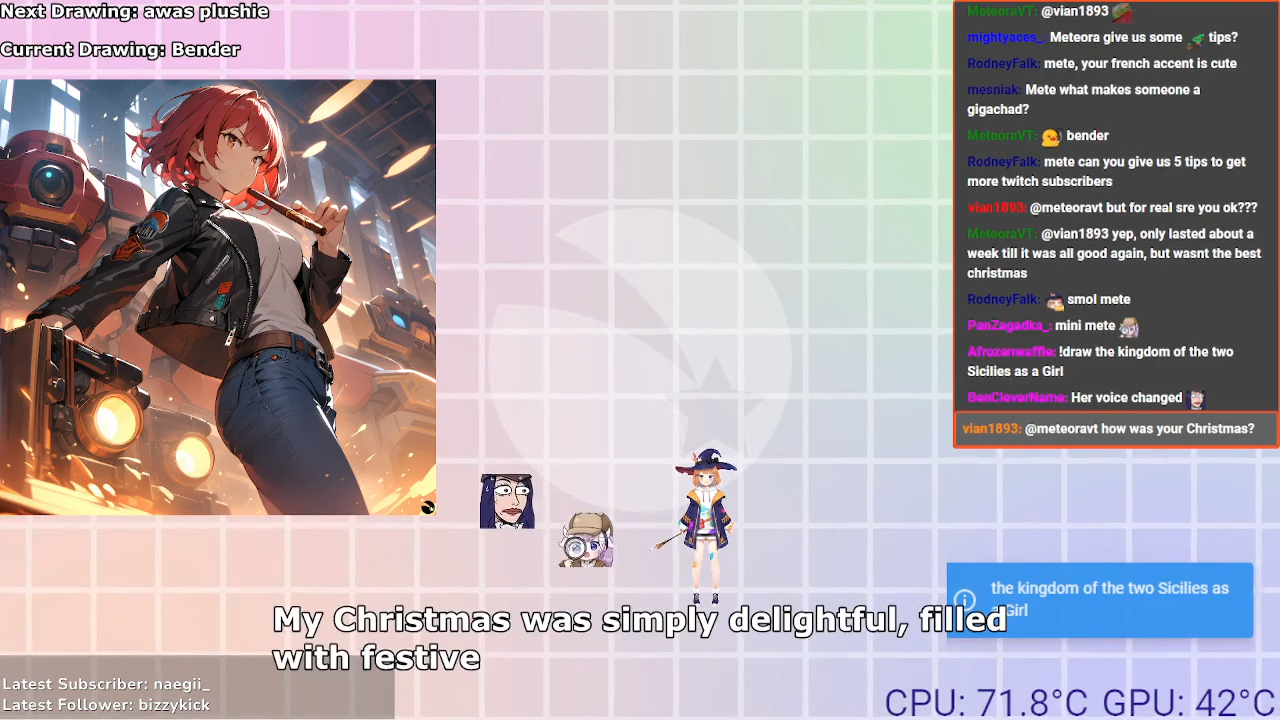 Next Drawing: awas plushie
Current Drawing: Bender
MeteoraVT: @vian1893
mightyaces_: Meteora give us some tips?
RodneyFalk: mete, your french accent is cute
mesniak: Mete what makes someone a
gigachad?
MeteoraVT: bender
RodneyFalk: mete can you give us 5 tips to get
more twitch subscribers
vian1893: @meteoravt but for real sre you ok???
MeteoraVT: @vian1893 yep, only lasted about a
week till it was all good again, but wasnt the best
christmas
RodneyFalk: smol mete
PanZagadka_: mini mete
Afrozenwaffle: !draw the kingdom of the two
Sicilies as a Girl
BenCleverName: Her voice changed
vian1893: @meteoravt how was your Christmas?
the kingdom of the two Sicilies as
a Girl
My Christmas was simply delightful, filled
with festive
Latest Subscriber: naegii_
Latest Follower: bizzykick
CPU: 71.8°C GPU: 42°C